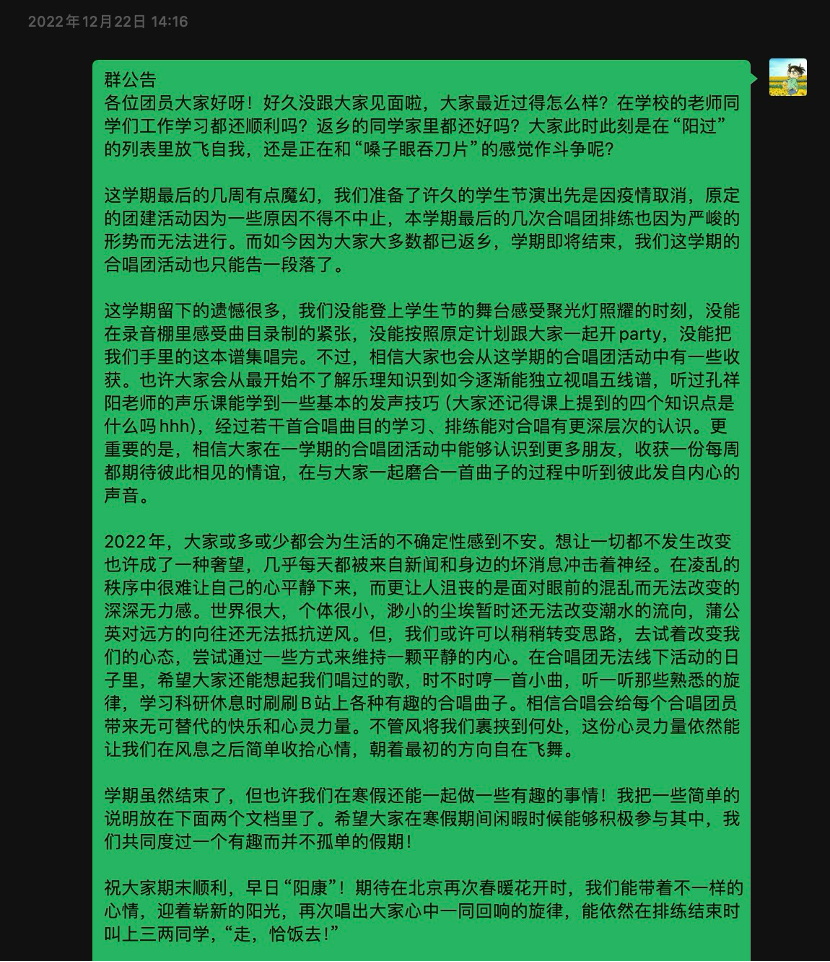 2022年12月22日 14:16
群公告
各位团员大家好呀！好久没跟大家见面啦，大家最近过得怎么样？在学校的老师同
学们工作学习都还顺利吗？返乡的同学家里都还好吗？大家此时此刻是在“阳过”
的列表里放飞自我，还是正在和“嗓子眼吞刀片”的感觉作斗争呢？
这学期最后的几周有点魔幻，我们准备了许久的学生节演出先是因疫情取消，原定
的团建活动因为一些原因不得不中止，本学期最后的几次合唱团排练也因为严峻的
形势而无法进行。而如今因为大家大多数都已返乡，学期即将结束，我们这学期的
合唱团活动也只能告一段落了。
这学期留下的遗憾很多，我们没能登上学生节的舞台感受聚光灯照耀的时刻，没能
在录音棚里感受曲目录制的紧张，没能按照原定计划跟大家一起开party，没能把
我们手里的这本谱集唱完。不过，相信大家也会从这学期的合唱团活动中有一些收
获。也许大家会从最开始不了解乐理知识到如今逐渐能独立视唱五线谱，听过孔祥
阳老师的声乐课能学到一些基本的发声技巧（大家还记得课上提到的四个知识点是
什么吗hhh），经过若干首合唱曲目的学习、排练能对合唱有更深层次的认识。更
重要的是，相信大家在一学期的合唱团活动中能够认识到更多朋友，收获一份每周
都期待彼此相见的情谊，在与大家一起磨合一首曲子的过程中听到彼此发自内心的
声音。
2022年，大家或多或少都会为生活的不确定性感到不安。想让一切都不发生改变
也许成了一种奢望，几乎每天都被来自新闻和身边的坏消息冲击着神经。在凌乱的
秩序中很难让自己的心平静下来，而更让人沮丧的是面对眼前的混乱而无法改变的
深深无力感。世界很大，个体很小，渺小的尘埃暂时还无法改变潮水的流向，蒲公
英对远方的向往还无法抵抗逆风。但，我们或许可以稍稍转变思路，去试着改变我
们的心态，尝试通过一些方式来维持一颗平静的内心。在合唱团无法线下活动的日
子里，希望大家还能想起我们唱过的歌，时不时哼一首小曲，听一听那些熟悉的旋
律，学习科研休息时刷刷B站上各种有趣的合唱曲子。相信合唱会给每个合唱团员
带来无可替代的快乐和心灵力量。不管风将我们裹挟到何处，这份心灵力量依然能
让我们在风息之后简单收拾心情，朝着最初的方向自在飞舞。
学期虽然结束了，但也许我们在寒假还能一起做一些有趣的事情！我把一些简单的
说明放在下面两个文档里了。希望大家在寒假期间闲暇时候能够积极参与其中，我
们共同度过一个有趣而并不孤单的假期！
祝大家期末顺利，早日“阳康”！期待在北京再次春暖花开时，我们能带着不一样的
心情，迎着崭新的阳光，再次唱出大家心中一同回响的旋律，能依然在排练结束时
叫上三两同学，“走，恰饭去！”